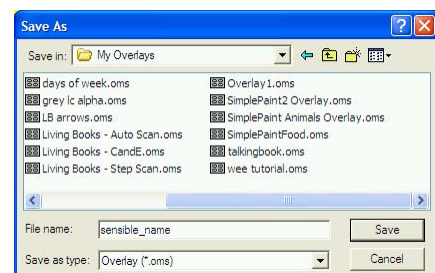 Save As
Save in: My Overlays
days of week.oms
grey lc alpha.oms
LB arrows.oms
Living Books - Auto Scan.oms
Living Books - CandE.oms
Living Books - Step Scan.oms
Overlay1.oms
SimplePaint2 Overlay.oms
SimplePaint Animals Overlay.oms
SimplePaintFood.oms
talkingbook.oms
wee tutorial.oms
File name: sensible_name Save
Save as type: Overlay (*.oms) Cancel